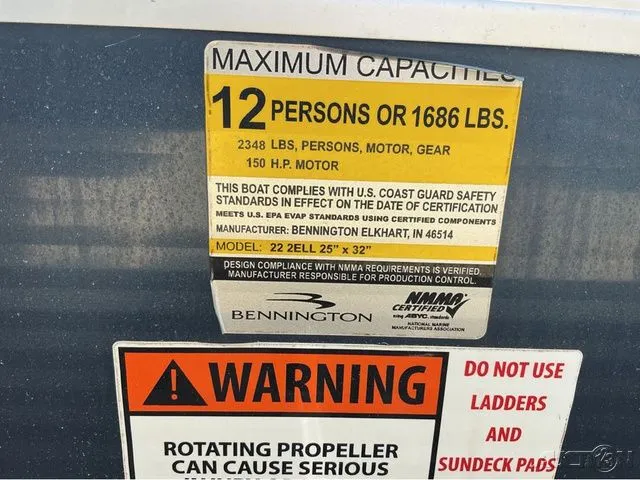 MAXIMUM CAPACITIES
12 PERSONS OR 1686 LBS.
2348 LBS, PERSONS, MOTOR, GEAR
150 H.P. MOTOR
THIS BOAT COMPLIES WITH U.S. COAST GUARD SAFETY
STANDARDS IN EFFECT ON THE DATE OF CERTIFICATION
MEETS U.S. EPA EVAP STANDARDS USING CERTIFIED COMPONENTS
MANUFACTURER: BENNINGTON ELKHART, IN 46514
MODEL: 22 2ELL 25" x 32"
DESIGN COMPLIANCE WITH NMMA REQUIREMENTS IS VERIFIED.
MANUFACTURER RESPONSIBLE FOR PRODUCTION CONTROL.
BENNINGTON
NMMA
CERTIFIED
using ABYC. standards
NATIONAL MARINE
MANUFACTURERS ASSOCIATION
WARNING
ROTATING PROPELLER
CAN CAUSE SERIOUS
DO NOT USE
LADDERS
AND
SUNDECK PADS